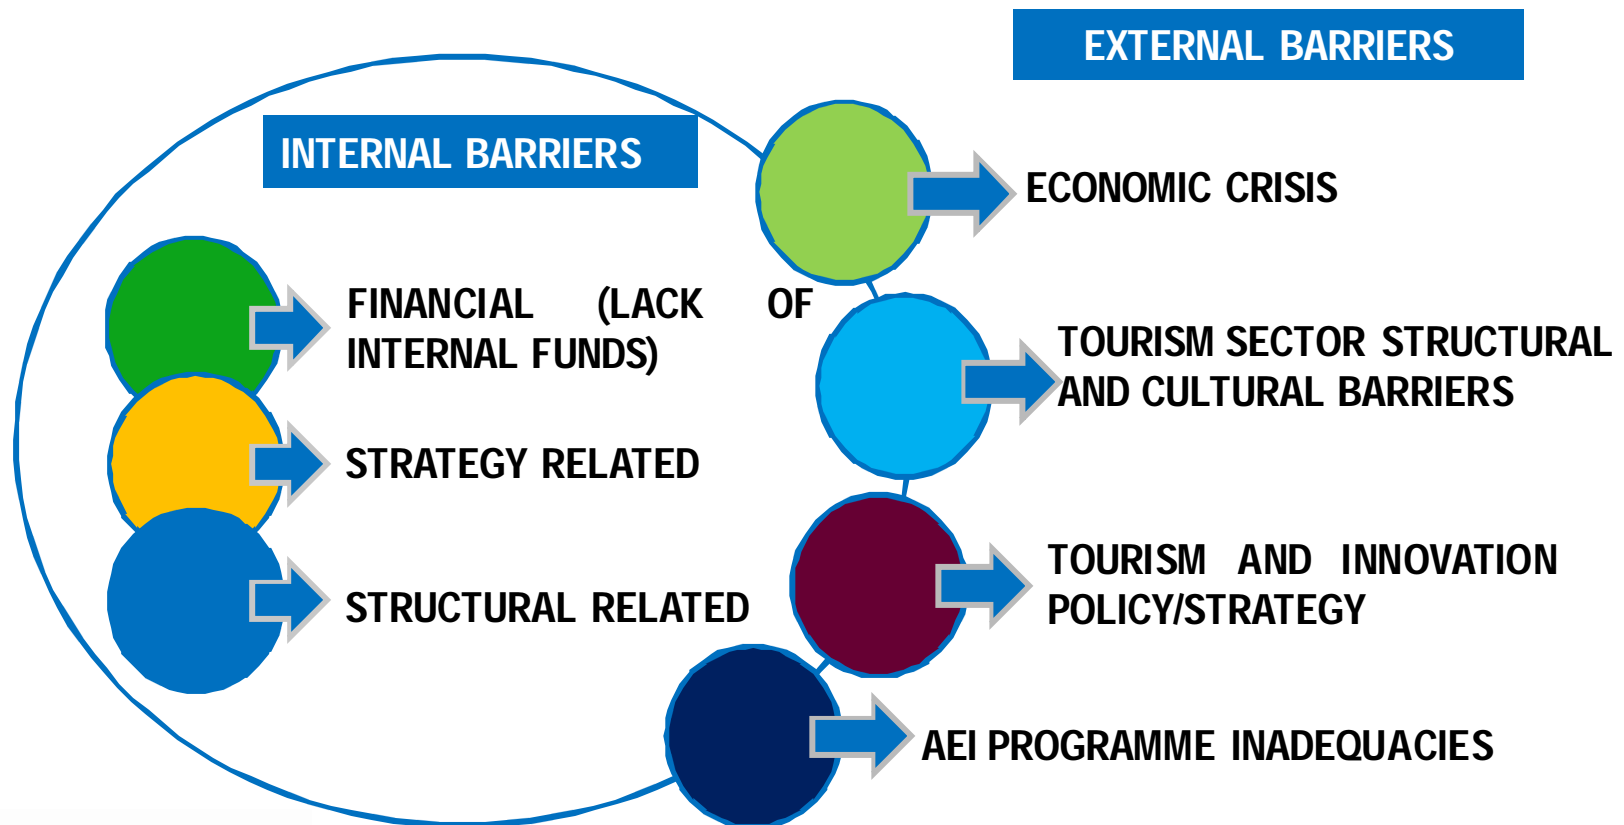 EXTERNAL BARRIERS
INTERNAL BARRIERS
ECONOMIC CRISIS
FINANCIAL (LACK OF
INTERNAL FUNDS)
TOURISM SECTOR STRUCTURAL
AND CULTURAL BARRIERS
STRATEGY RELATED
TOURISM AND INNOVATION
POLICY/STRATEGY
STRUCTURAL RELATED
AEI PROGRAMME INADEQUACIES